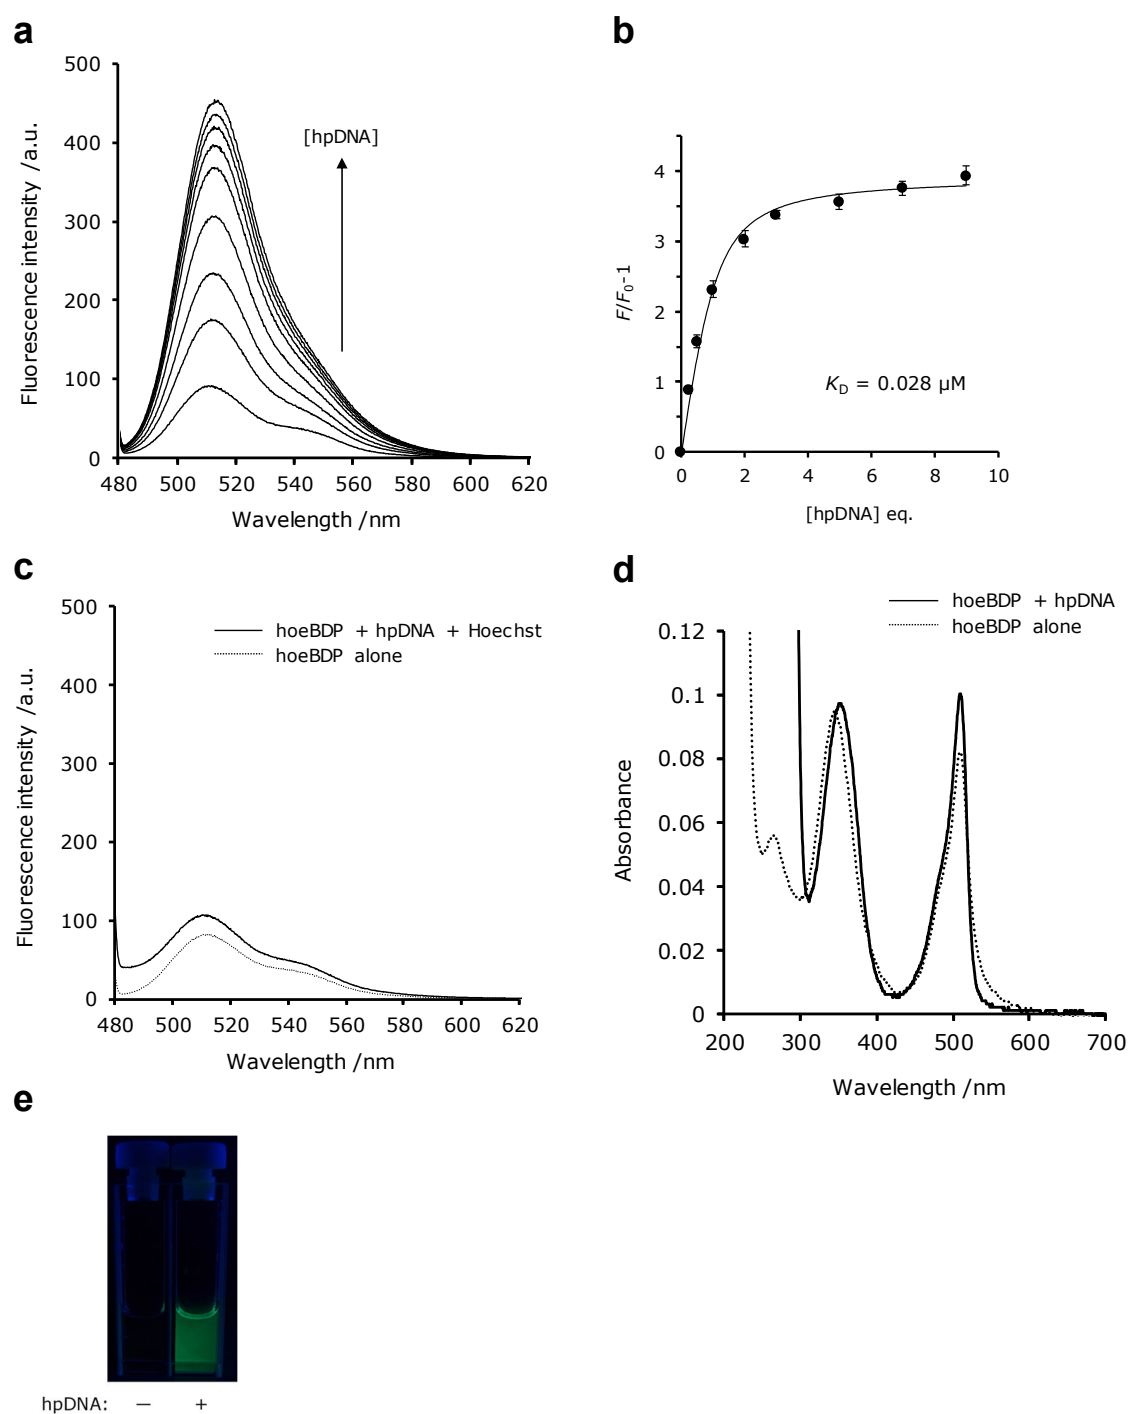 a
500
400
300
200
100
0
Fluorescence intensity /a.u.
[hpDNA]
480 500 520 540 560 580 600 620
Wavelength /nm
b
4
3
2
1
0
F/F0-1
KD = 0.028 µM
0 2 4 6 8 10
[hpDNA] eq.
c
500
400
300
200
100
0
Fluorescence intensity /a.u.
hoeBDP + hpDNA + Hoechst
hoeBDP alone
480 500 520 540 560 580 600 620
Wavelength /nm
d
hoeBDP + hpDNA
hoeBDP alone
0.12
0.1
0.08
0.06
0.04
0.02
0
Absorbance
200 300 400 500 600 700
Wavelength /nm
e
hpDNA: − +